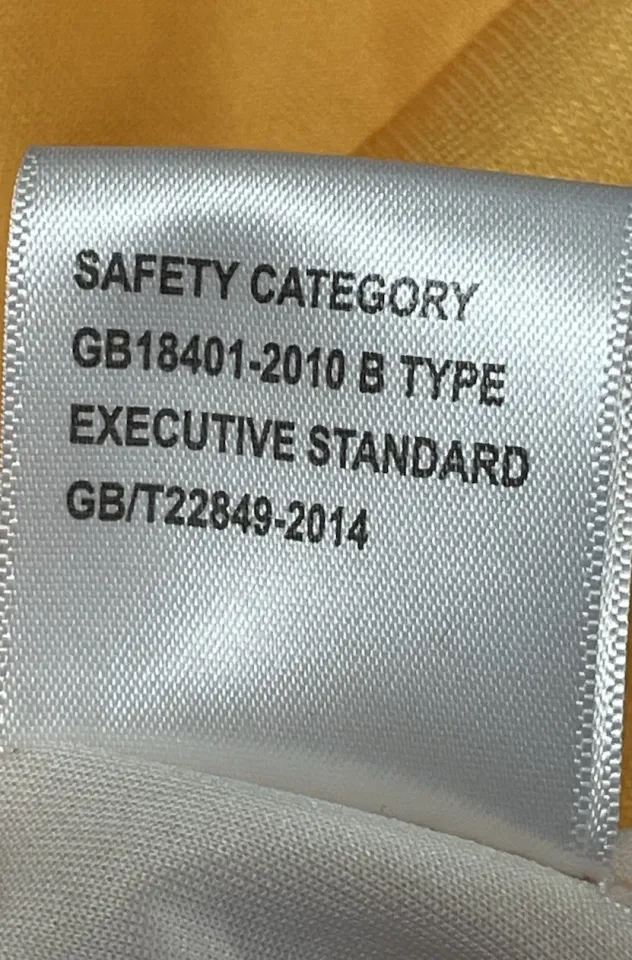 SAFETY CATEGORY
GB18401-2010 B TYPE
EXECUTIVE STANDARD
GB/T22849-2014